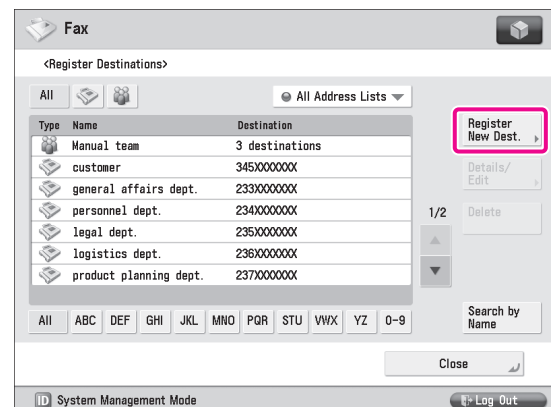 Fax
<Register Destinations>
All
All Address Lists
Type Name Destination
Manual team 3 destinations
customer 345XXXXXXX
general affairs dept. 233XXXXXXX
personnel dept. 234XXXXXXX
legal dept. 235XXXXXXX
logistics dept. 236XXXXXXX
product planning dept. 237XXXXXXX
1/2
Register
New Dest.
Details/
Edit
Delete
All ABC DEF GHI JKL MNO PQR STU VWX YZ 0-9
Search by
Name
Close
ID System Management Mode
Log Out